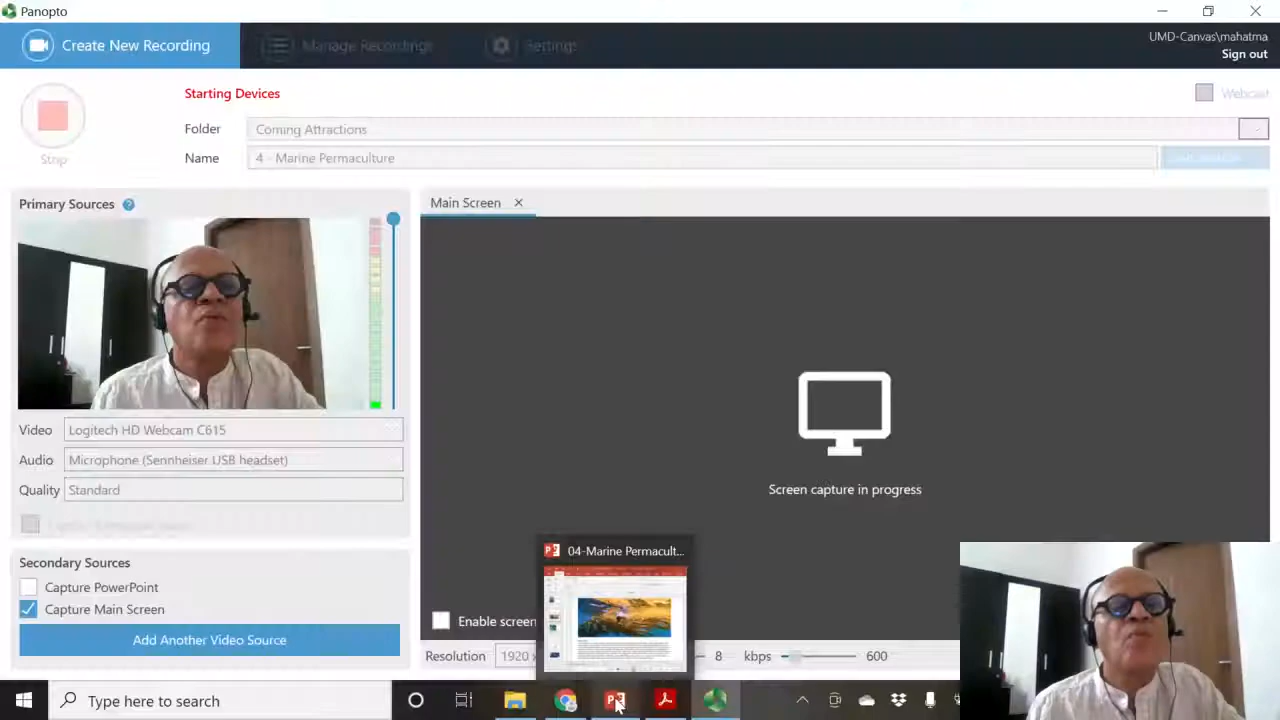 Panopto
Create New Recording
Manage Recordings
Settings
UMD-Canvas\mahatma
Sign out
Starting Devices
Webcast
Stop
Folder
Coming Attractions
Name
4 - Marine Permaculture
Primary Sources
Main Screen
Video
Logitech HD Webcam C615
Audio
Microphone (Sennheiser USB headset)
Quality
Standard
Screen capture in progress
Secondary Sources
Capture PowerPoint
Capture Main Screen
Add Another Video Source
04-Marine Permacult...
Enable screen
Resolution
1920 x
8
kbps
600
Type here to search